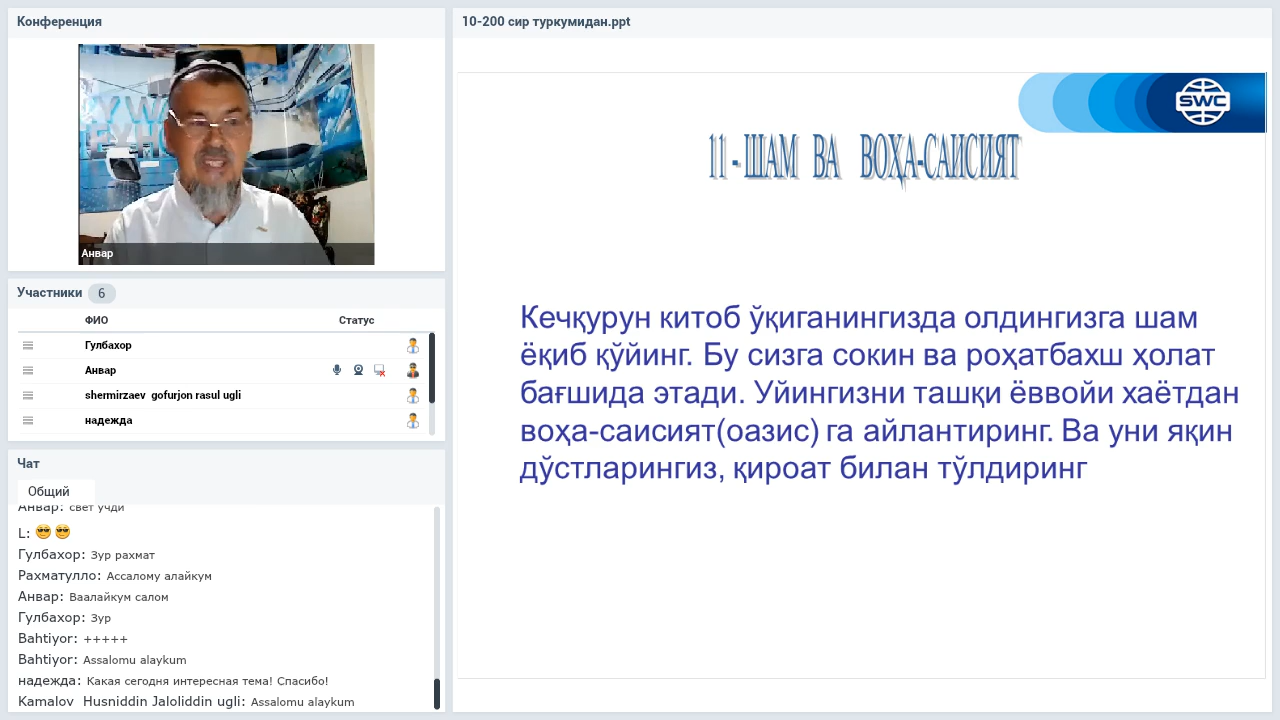 Конференция
Анвар
Участники 6
ФИО Статус
Гулбахор
Анвар
shermirzaev gofurjon rasul ugli
надежда
Чат
Общий
Анвар: свет учди
L:
Гулбахор: Зур рахмат
Рахматулло: Ассалому алайкум
Анвар: Ваалайкум салом
Гулбахор: Зур
Bahtiyor: +++++
Bahtiyor: Assalomu alaykum
надежда: Какая сегодня интересная тема! Спасибо!
Kamalov Husniddin Jaloliddin ugli: Assalomu alaykum
10-200 сир туркумидан.ppt
SWC
11 - ШАМ ВА ВОҲА-САИСИЯТ
Кечқурун китоб ўқиганингизда олдингизга шам
ёқиб қўйинг. Бу сизга сокин ва роҳатбахш ҳолат
бағшида этади. Уйингизни ташқи ёввойи хаётдан
воҳа-саисият(оазис) га айлантиринг. Ва уни яқин
дўстларингиз, қироат билан тўлдиринг